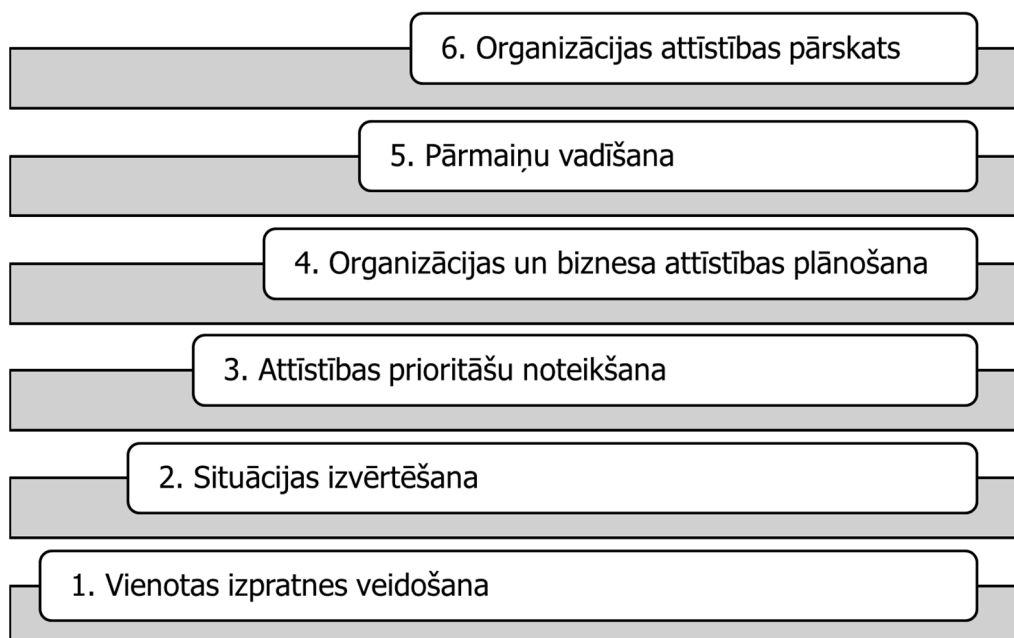 6. Organizācijas attīstības pārskats
5. Pārmaiņu vadīšana
4. Organizācijas un biznesa attīstības plānošana
3. Attīstības prioritāšu noteikšana
2. Situācijas izvērtēšana
1. Vienotas izpratnes veidošana